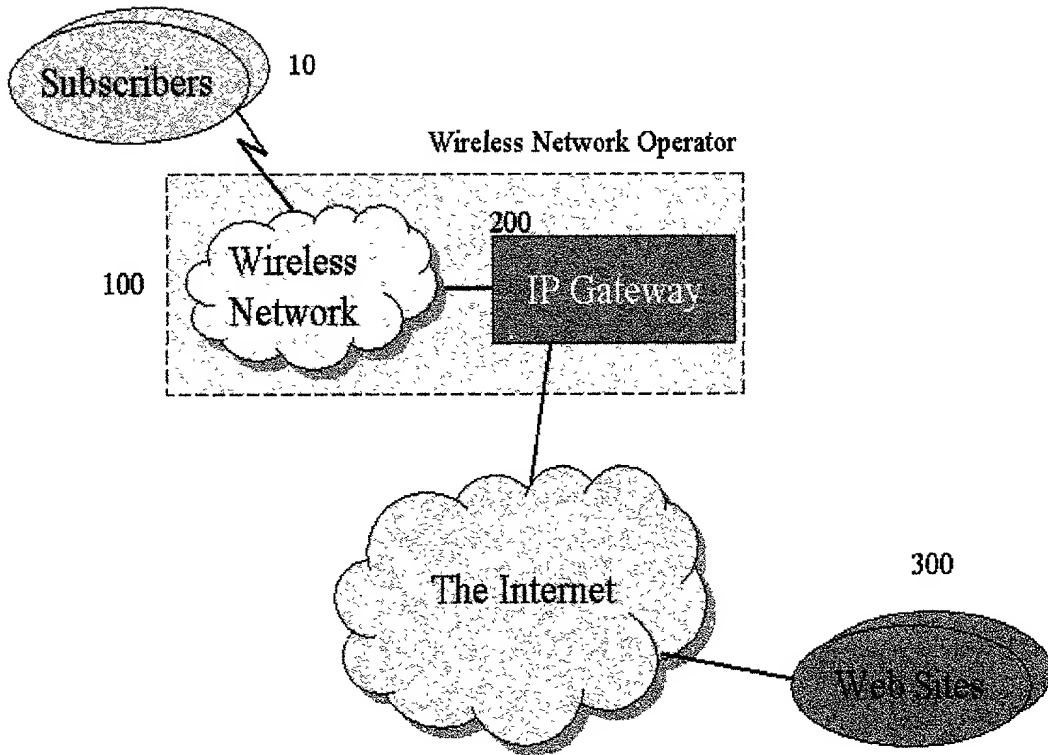 Subscribers
10
Wireless Network Operator
200
Wireless
Network
IP Gateway
100
The Internet
300
Web Sites